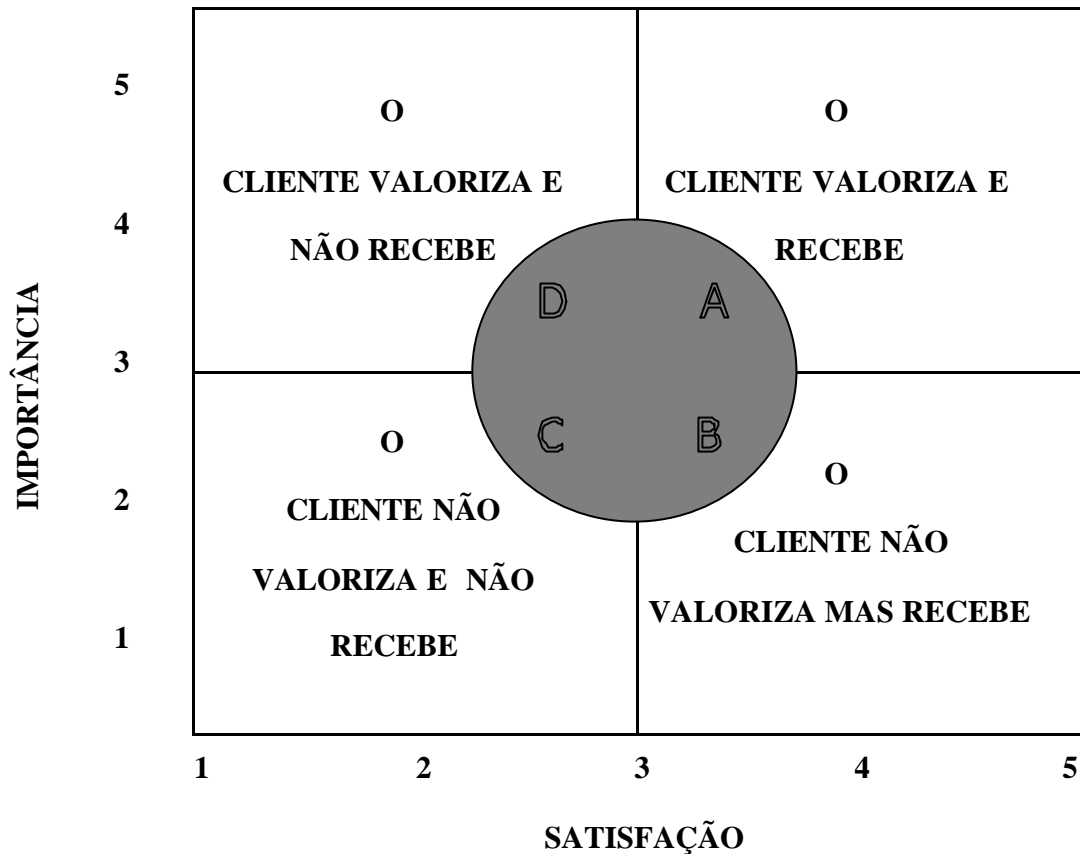 5
4
3
2
1
IMPORTÂNCIA
O
CLIENTE VALORIZA E
NÃO RECEBE
O
CLIENTE VALORIZA E
RECEBE
D
A
C
B
O
CLIENTE NÃO
VALORIZA E NÃO
RECEBE
O
CLIENTE NÃO
VALORIZA MAS RECEBE
1 2 3 4 5
SATISFAÇÃO